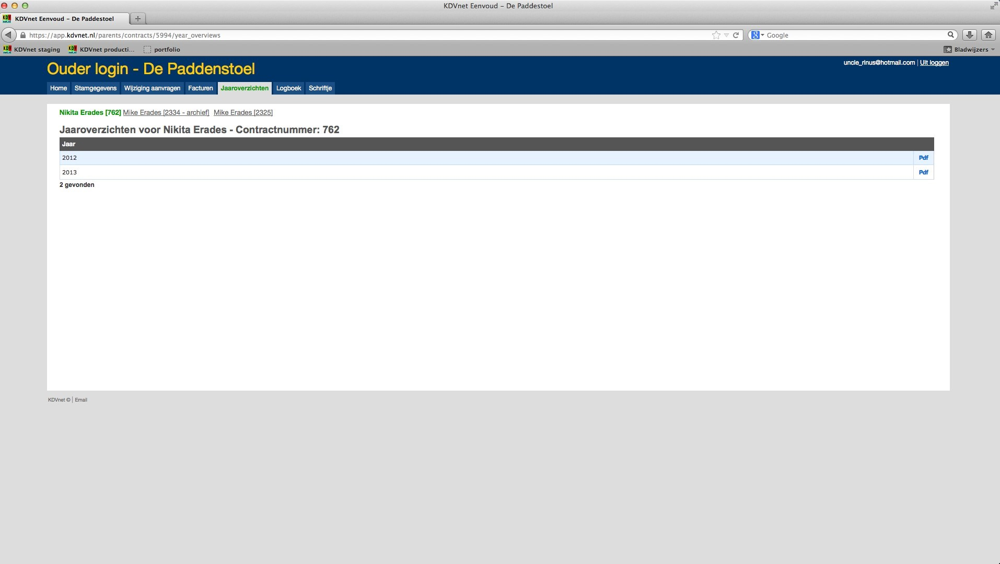 KDVnet Eenvoud – De Paddestoel
KDVnet Eenvoud – De Paddestoel
https://app.kdvnet.nl/parents/contracts/5994/year_overviews
Google
KDVnet staging
KDVnet producti...
portfolio
Bladwijzers
Ouder login - De Paddenstoel
uncle_rinus@hotmail.com | Uit loggen
Home Stamgegevens Wijziging aanvragen Facturen Jaaroverzichten Logboek Schriftje
Nikita Erades [762] Mike Erades [2334 - archief] Mike Erades [2325]
Jaaroverzichten voor Nikita Erades - Contractnummer: 762
Jaar
2012 Pdf
2013 Pdf
2 gevonden
KDVnet © | Email